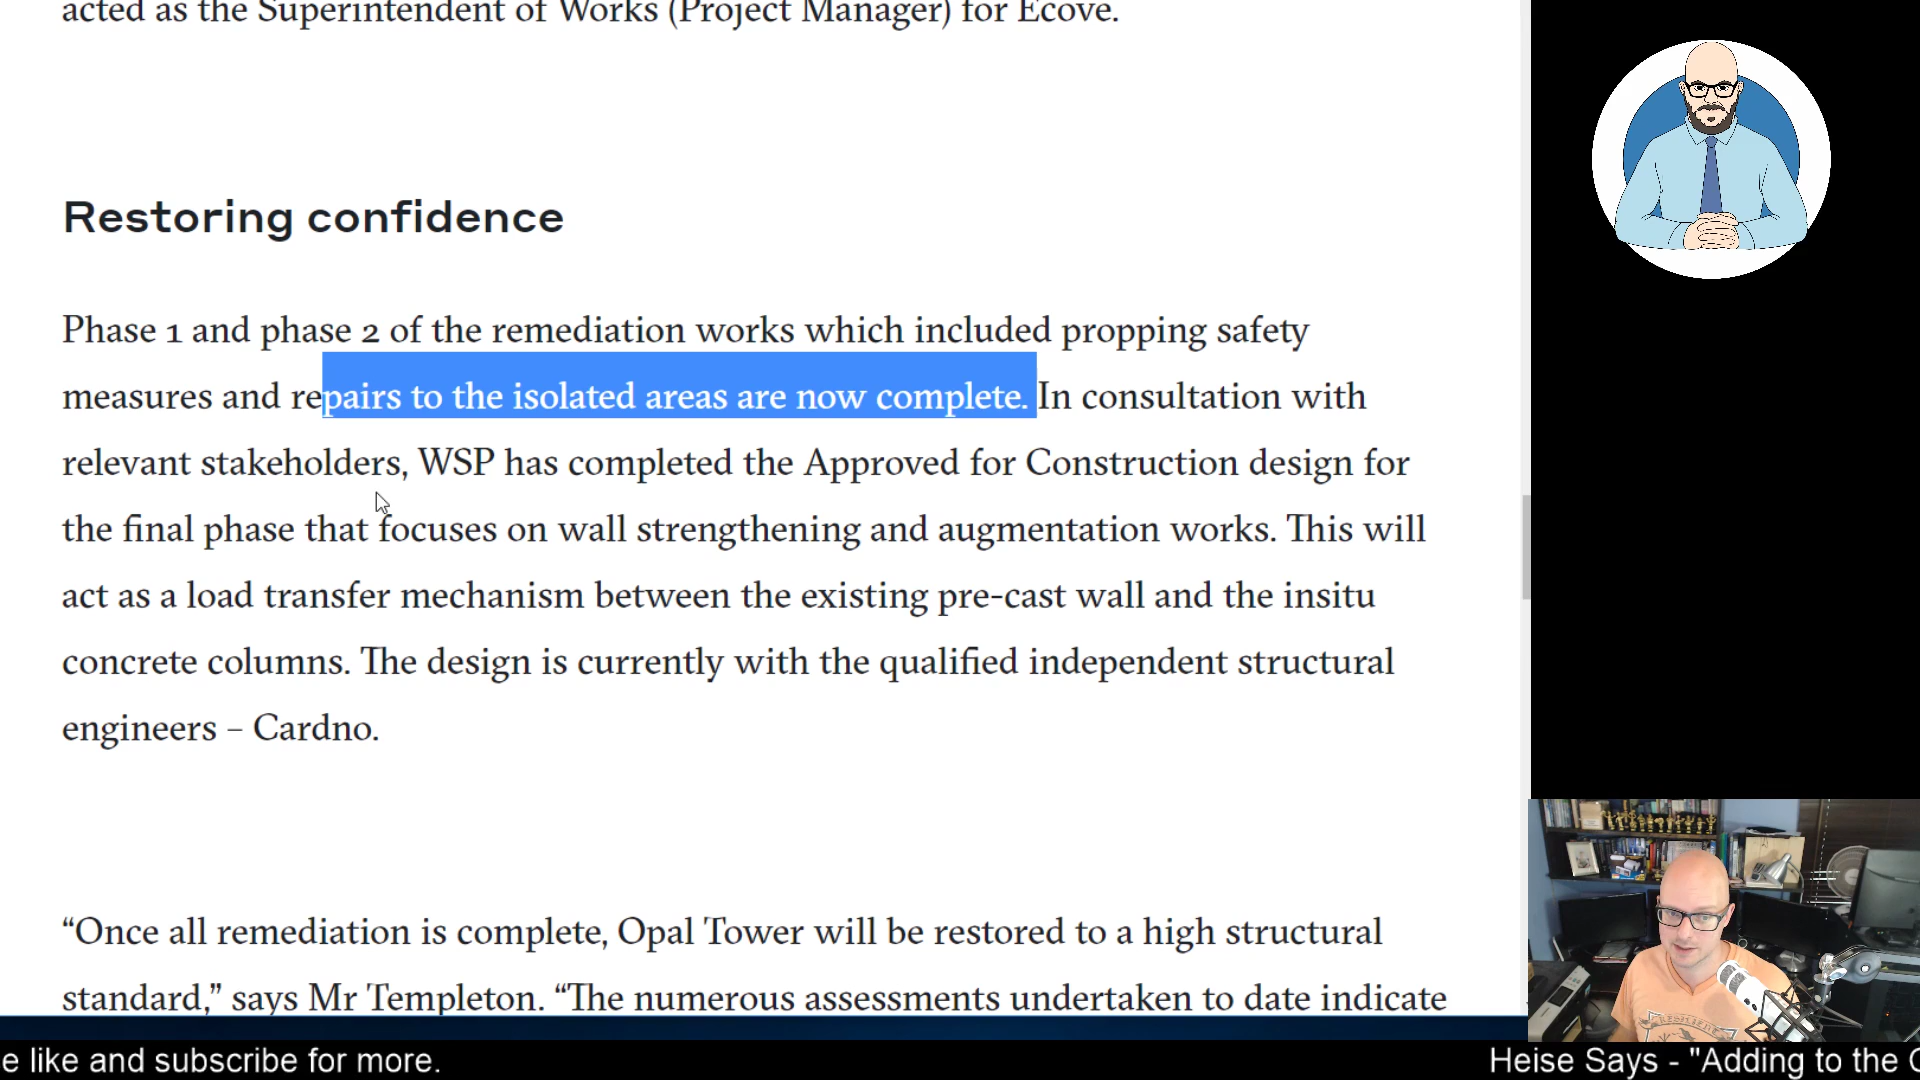 acted as the Superintendent of Works (Project Manager) for Ecove.
Restoring confidence
Phase 1 and phase 2 of the remediation works which included propping safety
measures and repairs to the isolated areas are now complete. In consultation with
relevant stakeholders, WSP has completed the Approved for Construction design for
the final phase that focuses on wall strengthening and augmentation works. This will
act as a load transfer mechanism between the existing pre-cast wall and the insitu
concrete columns. The design is currently with the qualified independent structural
engineers – Cardno.
“Once all remediation is complete, Opal Tower will be restored to a high structural
standard,” says Mr Templeton. “The numerous assessments undertaken to date indicate
e like and subscribe for more.
Heise Says - "Adding to the